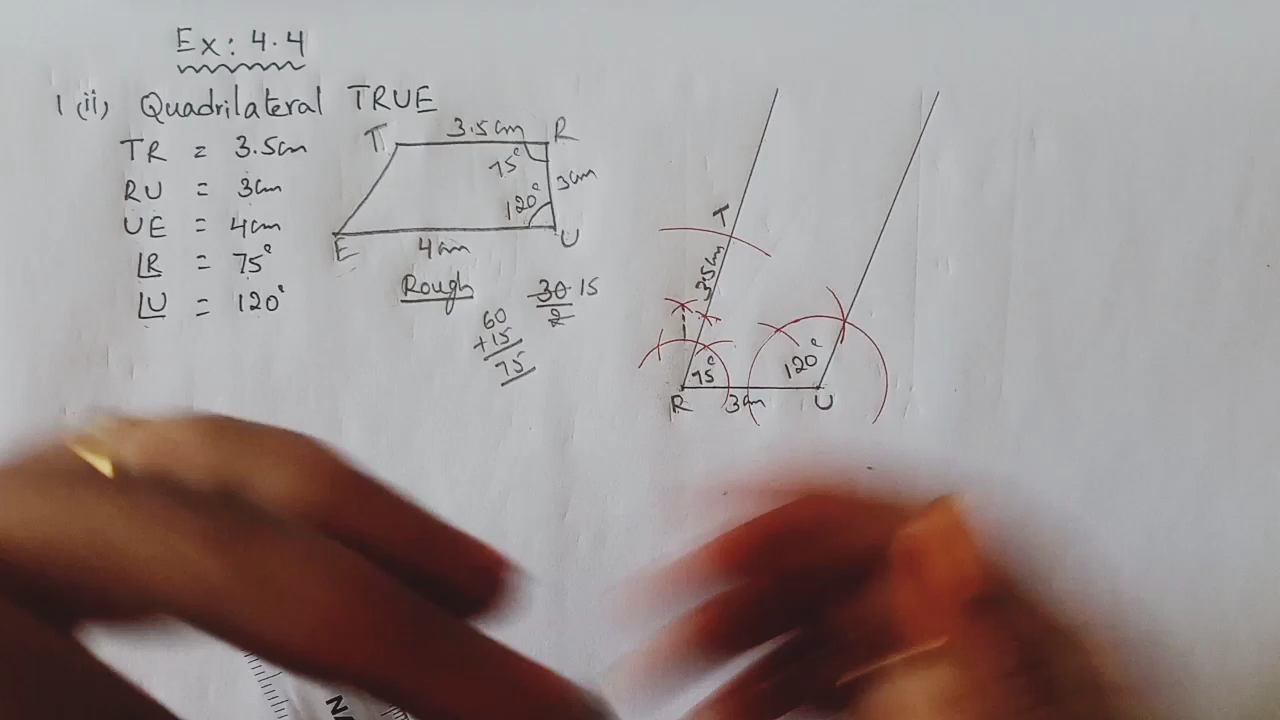 Ex: 4.4
1 (ii) Quadrilateral TRUE
TR = 3.5cm
RU = 3cm
UE = 4cm
∠R = 75°
∠U = 120°
T 3.5cm R
75°
3cm
120°
E 4cm U
Rough
30 15
2
60
+15
75
T
3.5cm
75° 120°
R 3cm U
NA